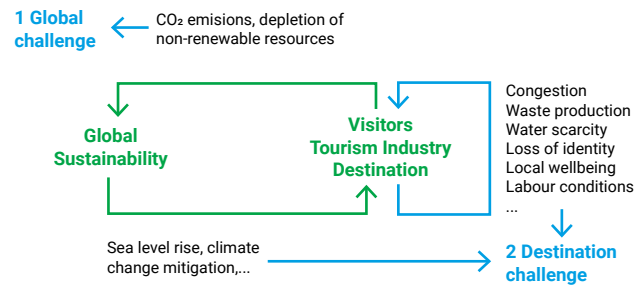 1 Global
challenge
CO₂ emisions, depletion of
non-renewable resources
Global
Sustainability
Visitors
Tourism Industry
Destination
Congestion
Waste production
Water scarcity
Loss of identity
Local wellbeing
Labour conditions
...
Sea level rise, climate
change mitigation,...
2 Destination
challenge